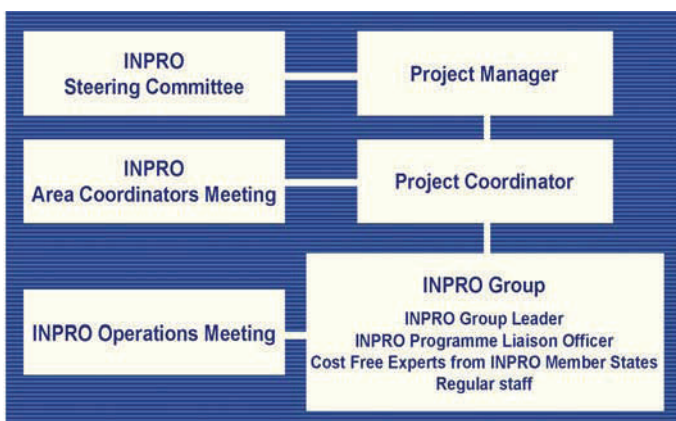 INPRO
Steering Committee
Project Manager
INPRO
Area Coordinators Meeting
Project Coordinator
INPRO Operations Meeting
INPRO Group
INPRO Group Leader
INPRO Programme Liaison Officer
Cost Free Experts from INPRO Member States
Regular staff